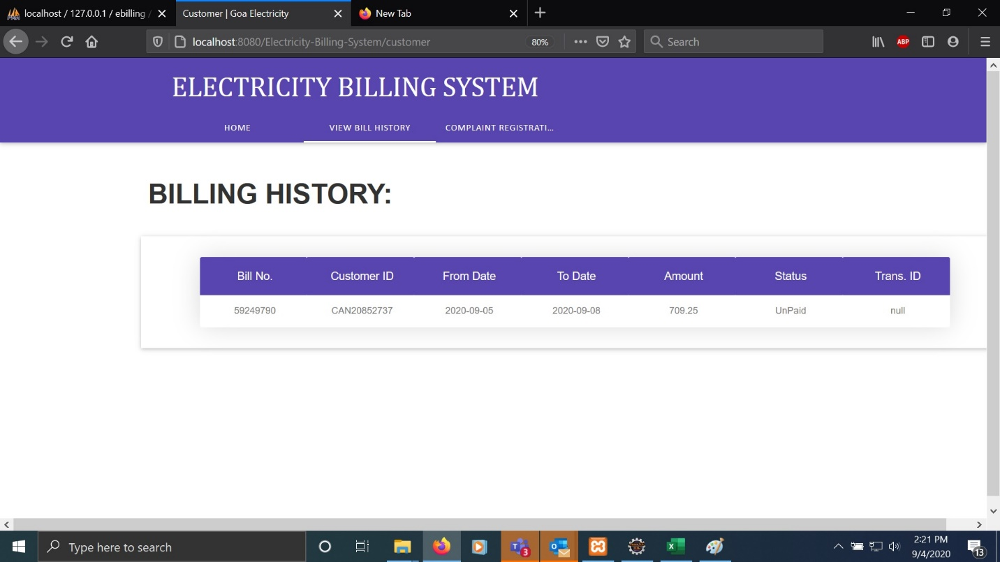 localhost / 127.0.0.1 / ebilling /
Customer | Goa Electricity
New Tab
localhost:8080/Electricity-Billing-System/customer
80%
Search
ABP
ELECTRICITY BILLING SYSTEM
HOME VIEW BILL HISTORY COMPLAINT REGISTRATI...
BILLING HISTORY:
Bill No. Customer ID From Date To Date Amount Status Trans. ID
59249790 CAN20852737 2020-09-05 2020-09-08 709.25 UnPaid null
Type here to search
3
2:21 PM
9/4/2020
13